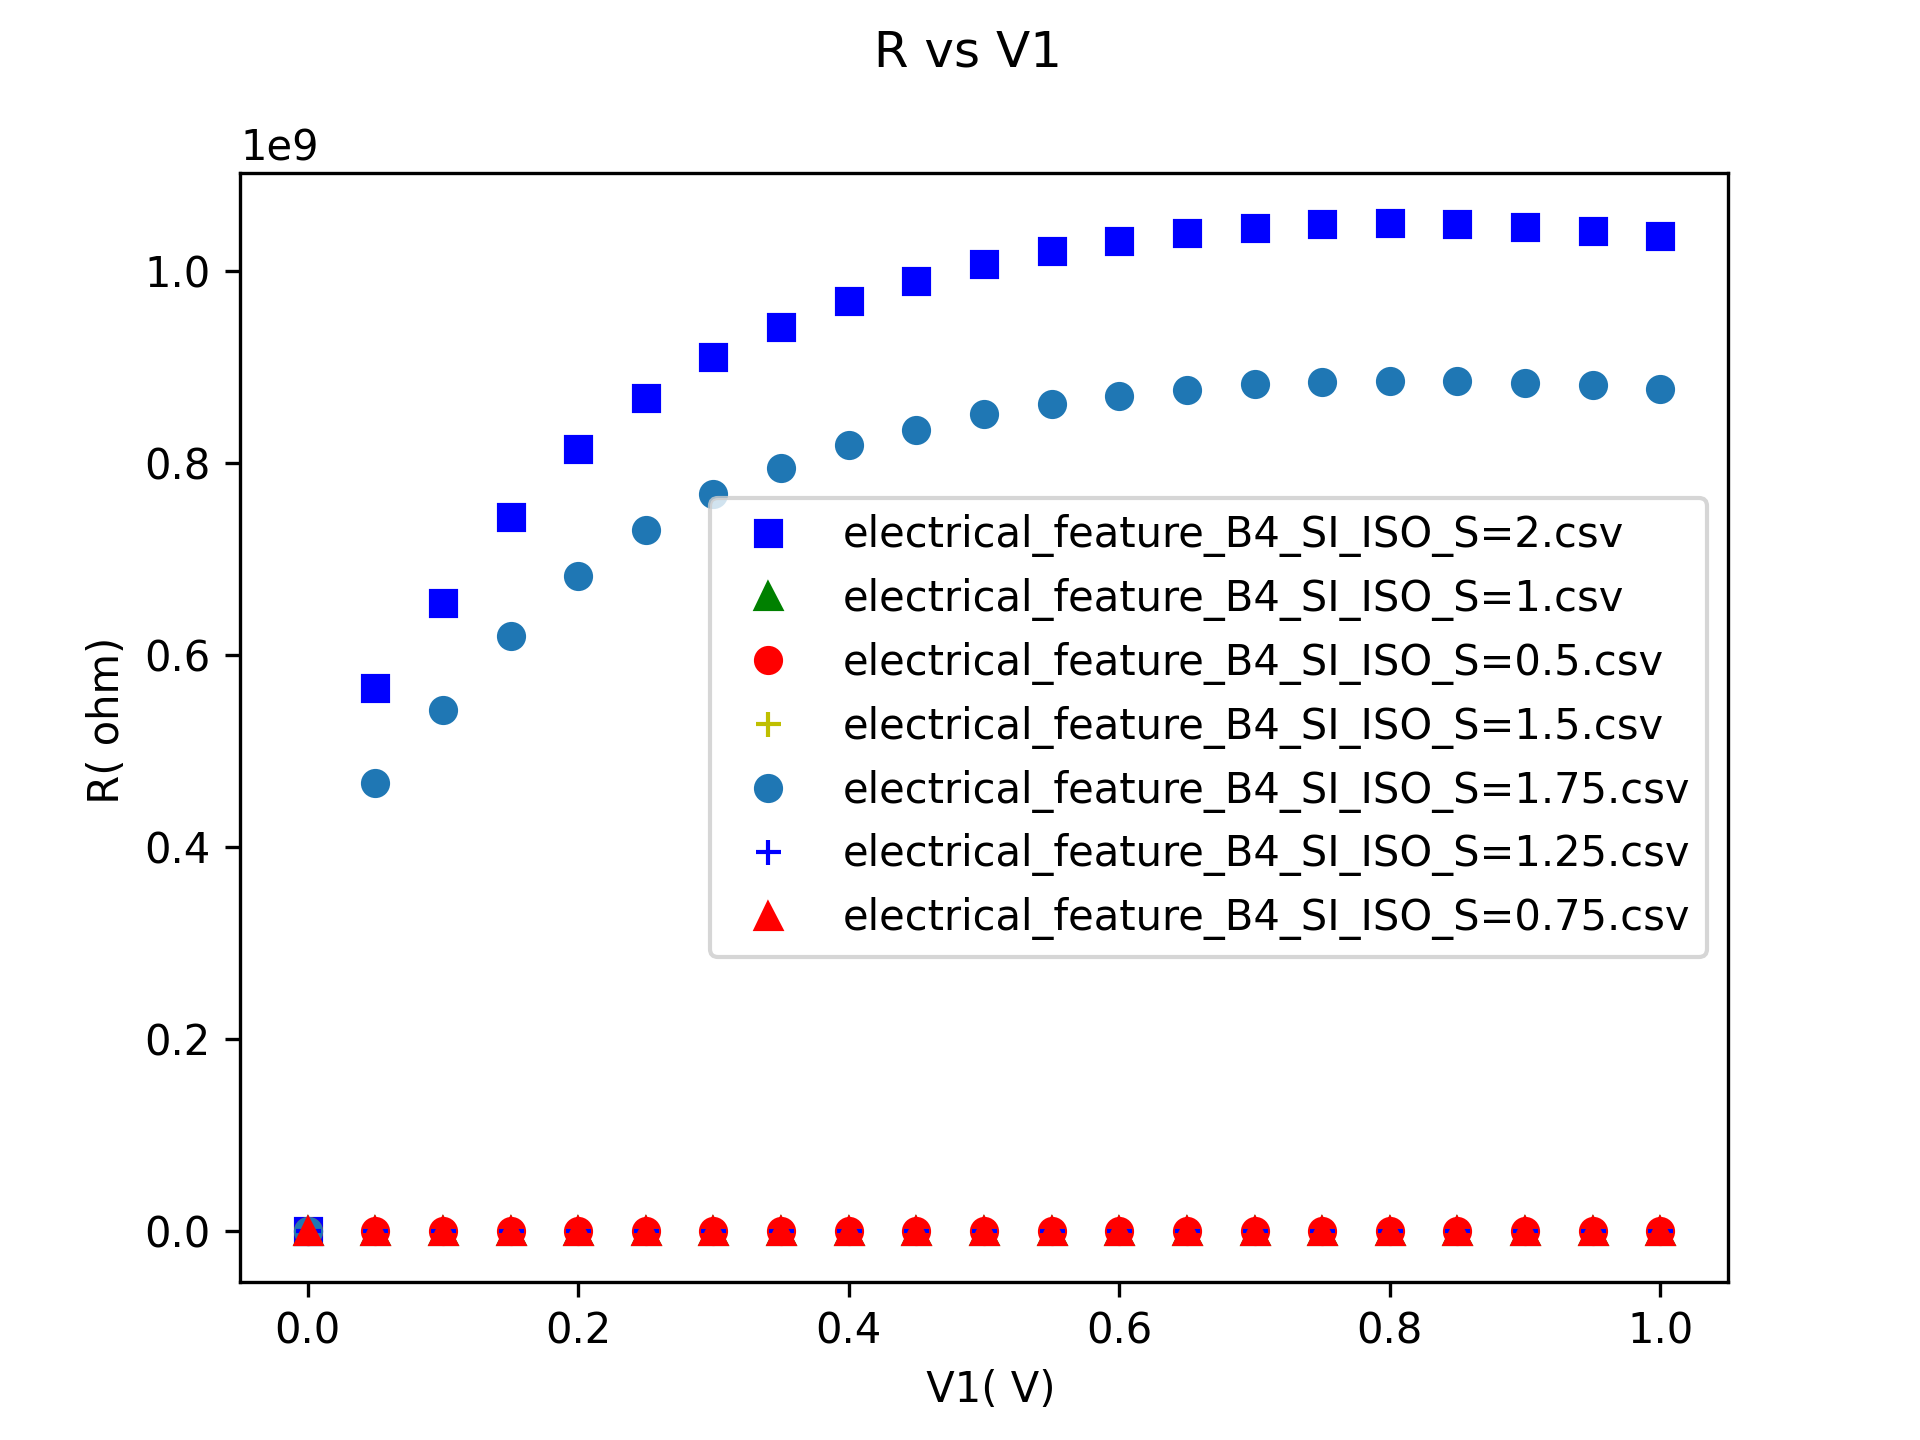 R vs V1
1e9
1.0
0.8
0.6
0.4
0.2
0.0
R( ohm)
electrical_feature_B4_SI_ISO_S=2.csv
electrical_feature_B4_SI_ISO_S=1.csv
electrical_feature_B4_SI_ISO_S=0.5.csv
electrical_feature_B4_SI_ISO_S=1.5.csv
electrical_feature_B4_SI_ISO_S=1.75.csv
electrical_feature_B4_SI_ISO_S=1.25.csv
electrical_feature_B4_SI_ISO_S=0.75.csv
0.0 0.2 0.4 0.6 0.8 1.0
V1( V)